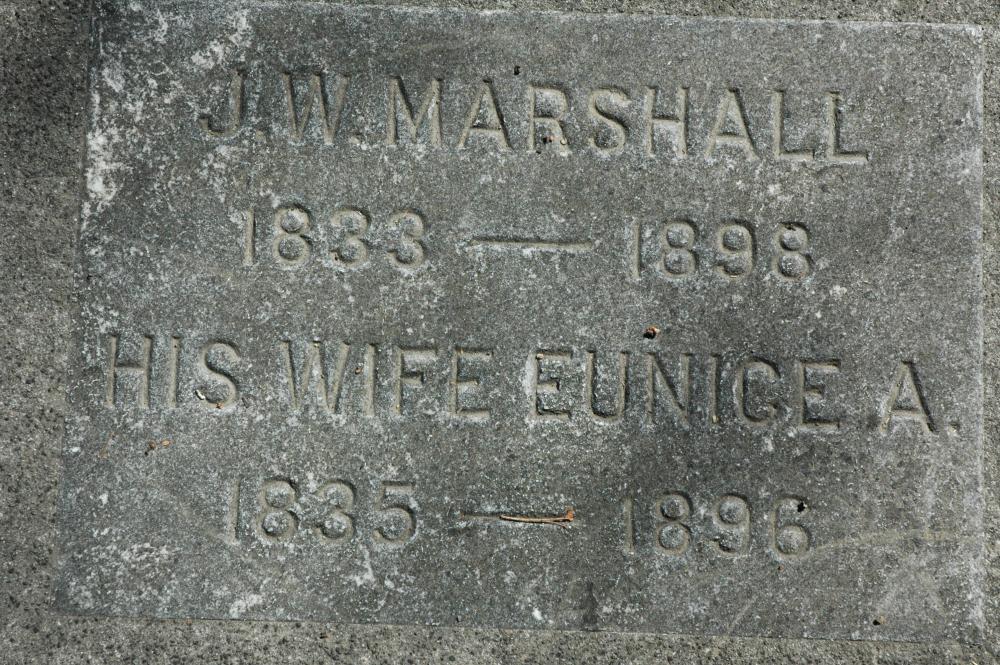 J.W. MARSHALL
1833 — 1898
HIS WIFE EUNICE A.
1835 — 1896